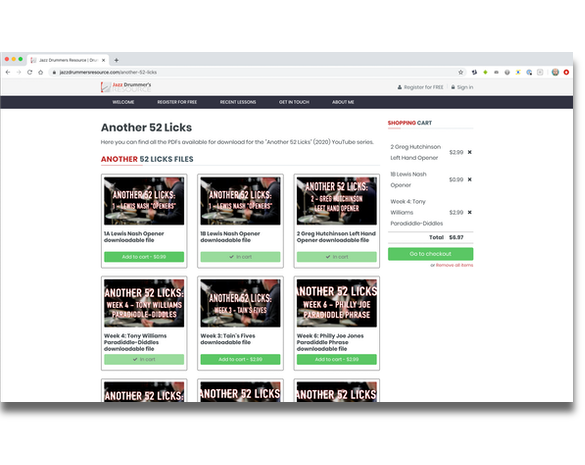 Jazz Drummers Resource | Dru
jazzdrummersresource.com/another-52-licks
Jazz Drummer's
RESOURCE
Register for FREE
Sign in
WELCOME
REGISTER FOR FREE
RECENT LESSONS
GET IN TOUCH
ABOUT ME
Another 52 Licks
Here you can find all the PDFs available for download for the "Another 52 Licks" (2020) YouTube series.
ANOTHER 52 LICKS FILES
ANOTHER 52 LICKS:
1 - LEWIS NASH "OPENERS"
1A Lewis Nash Opener
downloadable file
Add to cart - $0.99
ANOTHER 52 LICKS:
1 - LEWIS NASH "OPENERS"
1B Lewis Nash Opener
downloadable file
In cart
ANOTHER 52 LICKS:
2 - GREG HUTCHINSON
LEFT HAND OPENER
2 Greg Hutchinson Left Hand
Opener downloadable file
In cart
ANOTHER 52 LICKS:
WEEK 4 - TONY WILLIAMS
PARADIDDLE-DIDDLES
Week 4: Tony Williams
Paradiddle-Diddles
downloadable file
In cart
ANOTHER 52 LICKS:
WEEK 3 - TAIN'S FIVES
Week 3: Tain's Fives
downloadable file
Add to cart - $2.99
ANOTHER 52 LICKS:
WEEK 6 - PHILLY JOE
PARADIDDLE PHRASE
Week 6: Philly Joe Jones
Paradiddle Phrase
downloadable file
Add to cart - $2.99
ANOTHER 52 LICKS:
ANOTHER 52 LICKS:
ANOTHER 52 LICKS:
SHOPPING CART
2 Greg Hutchinson
Left Hand Opener
$2.99
1B Lewis Nash
Opener
$0.99
Week 4: Tony
Williams
Paradiddle-Diddles
$2.99
Total $6.97
Go to checkout
or Remove all items